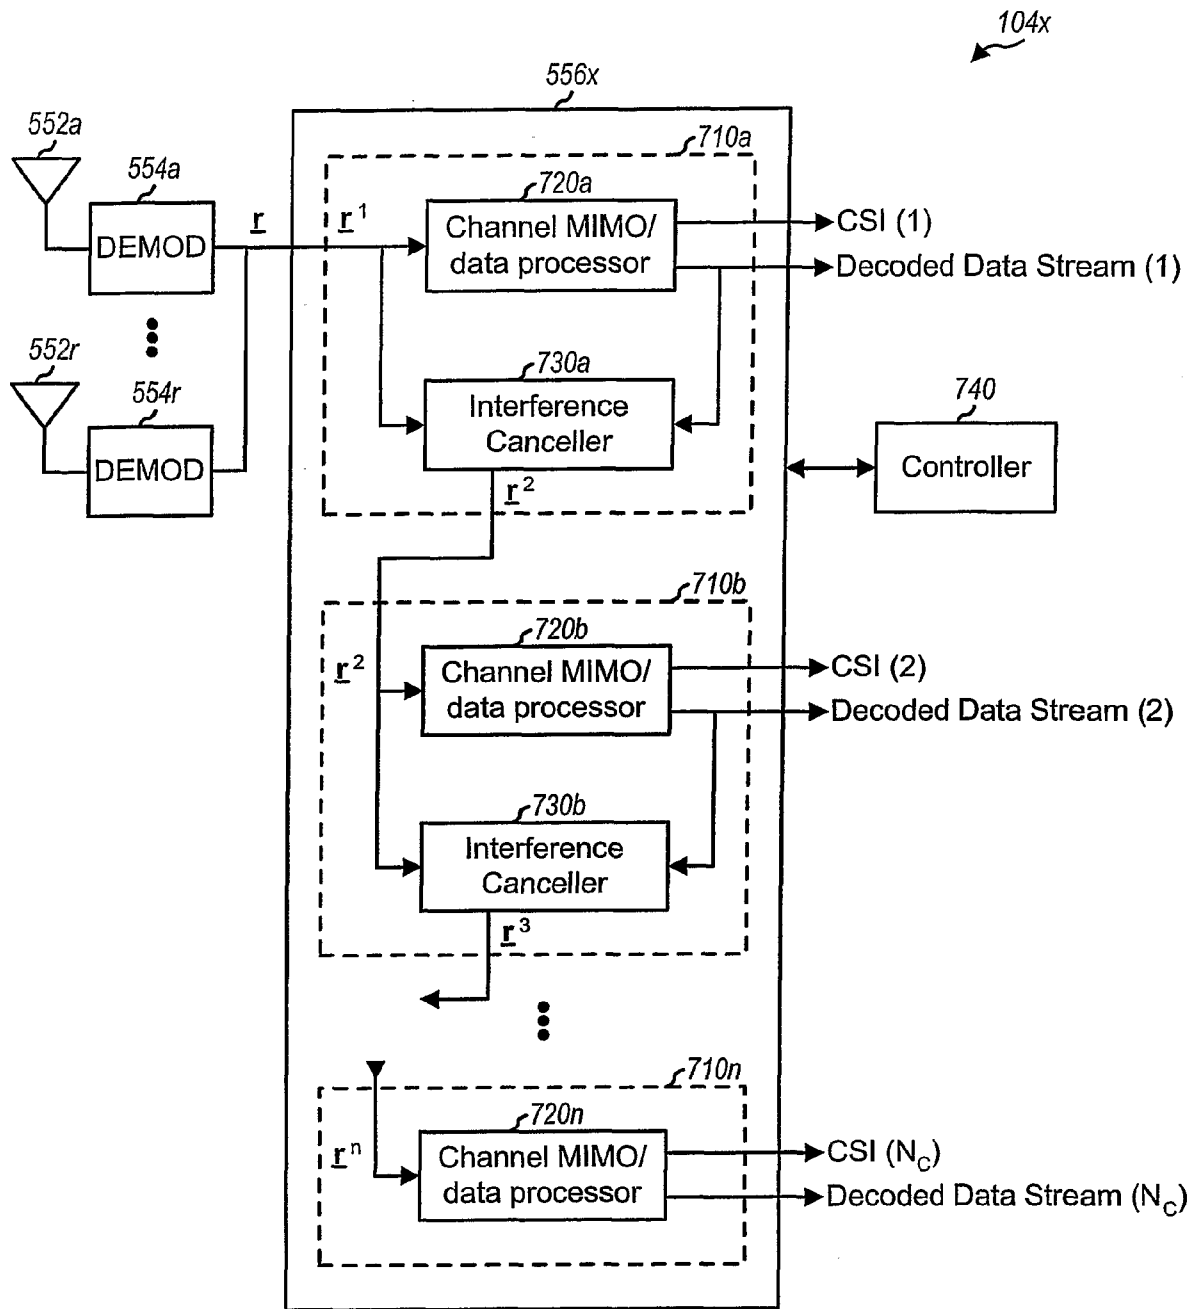 104x
556x
552a
554a
DEMOD
r
710a
r¹
720a
Channel MIMO/
data processor
CSI (1)
Decoded Data Stream (1)
552r
554r
DEMOD
730a
Interference
Canceller
r²
740
Controller
710b
r²
720b
Channel MIMO/
data processor
CSI (2)
Decoded Data Stream (2)
730b
Interference
Canceller
r³
710n
rⁿ
720n
Channel MIMO/
data processor
CSI (N_C)
Decoded Data Stream (N_C)